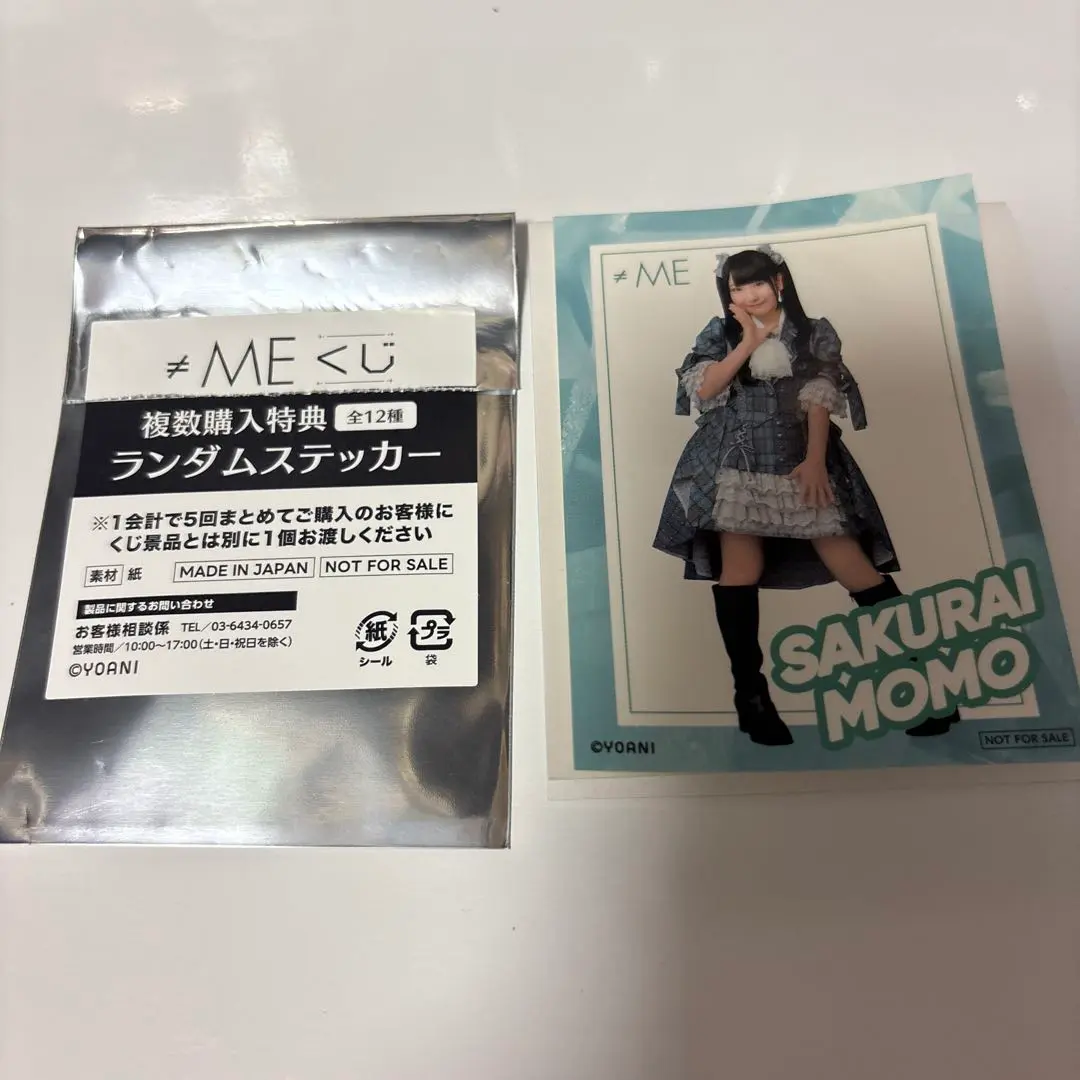 ≠ ME くじ
複数購入特典 全12種
ランダムステッカー
※1会計で5回まとめてご購入のお客様に
くじ景品とは別に1個お渡しください
素材 紙 MADE IN JAPAN NOT FOR SALE
製品に関するお問い合わせ
お客様相談係 TEL/03-6434-0657
営業時間/10:00〜17:00(土・日・祝日を除く)
©YOANI
紙
シール
プラ
袋
≠ ME
SAKURAI
MOMO
©YOANI
NOT FOR SALE